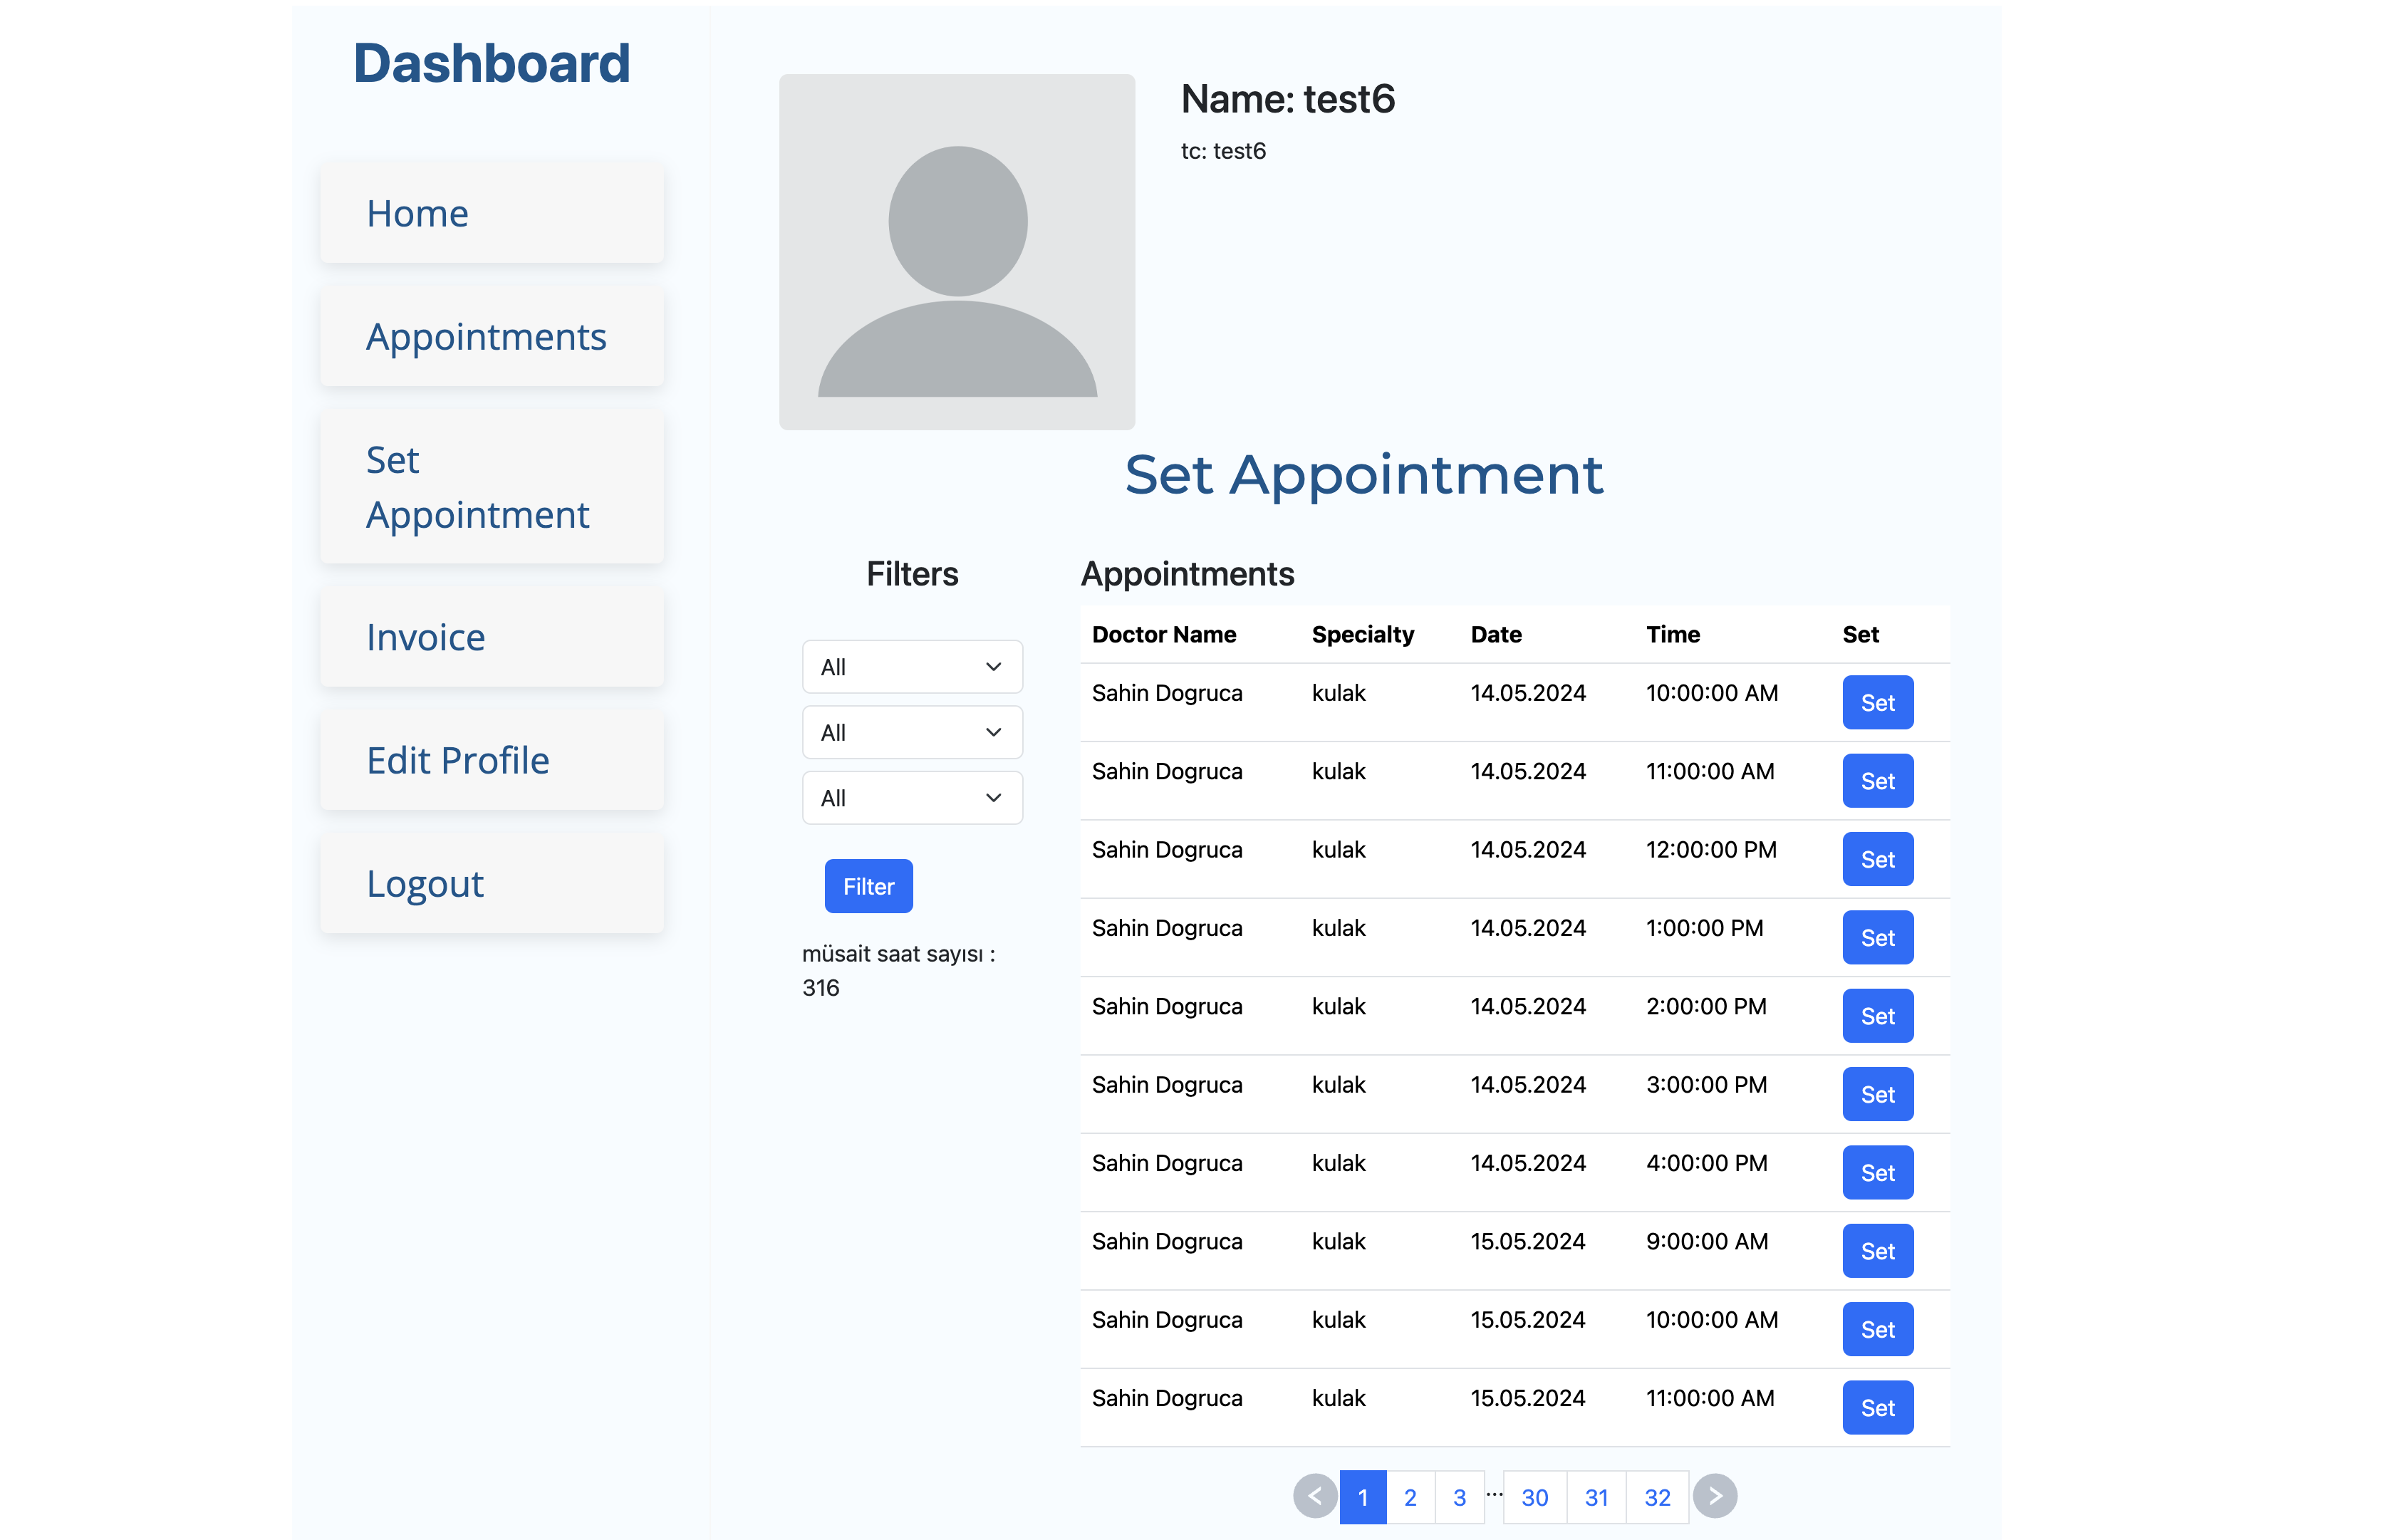 Dashboard
Home
Appointments
Set
Appointment
Invoice
Edit Profile
Logout
Name: test6
tc: test6
Set Appointment
Filters
All
All
All
Filter
müsait saat sayısı :
316
Appointments
Doctor Name Specialty Date Time Set
Sahin Dogruca kulak 14.05.2024 10:00:00 AM Set
Sahin Dogruca kulak 14.05.2024 11:00:00 AM Set
Sahin Dogruca kulak 14.05.2024 12:00:00 PM Set
Sahin Dogruca kulak 14.05.2024 1:00:00 PM Set
Sahin Dogruca kulak 14.05.2024 2:00:00 PM Set
Sahin Dogruca kulak 14.05.2024 3:00:00 PM Set
Sahin Dogruca kulak 14.05.2024 4:00:00 PM Set
Sahin Dogruca kulak 15.05.2024 9:00:00 AM Set
Sahin Dogruca kulak 15.05.2024 10:00:00 AM Set
Sahin Dogruca kulak 15.05.2024 11:00:00 AM Set
< 1 2 3 ... 30 31 32 >